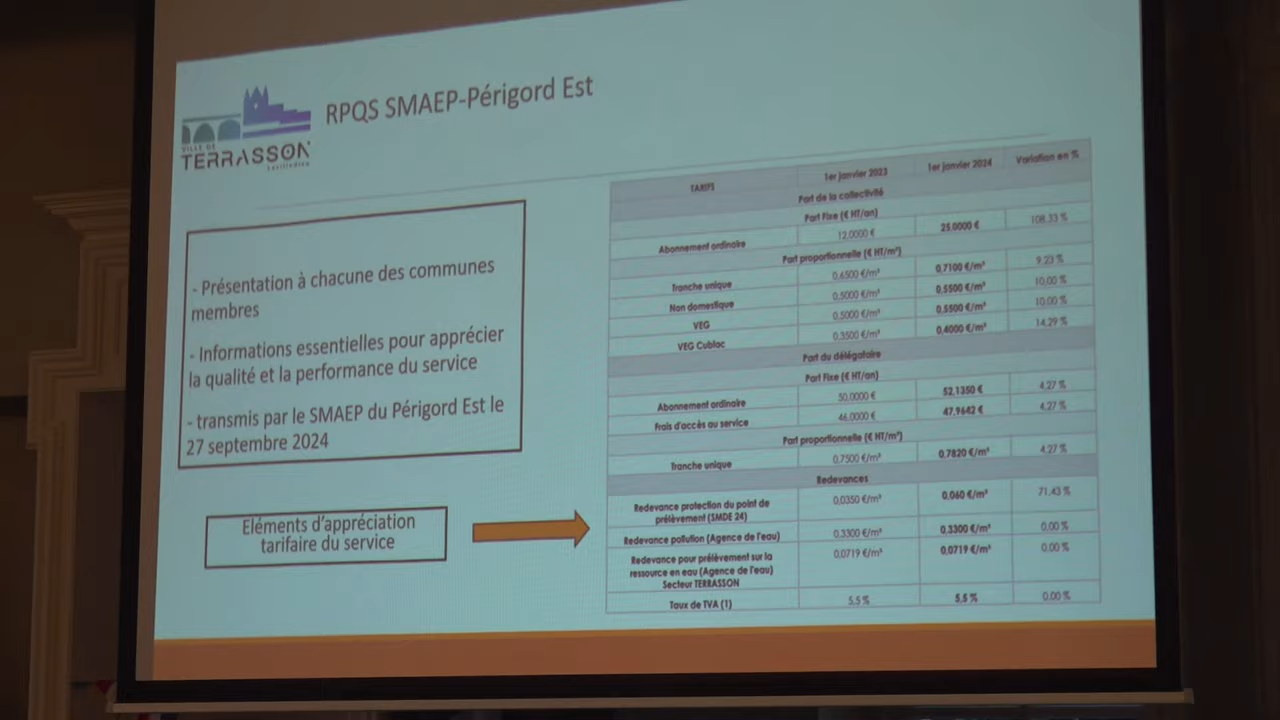 RPQS SMAEP-Périgord Est
VILLE DE
TERRASSON
Lavilledieu
- Présentation à chacune des communes
membres
- Informations essentielles pour apprécier
la qualité et la performance du service
- transmis par le SMAEP du Périgord Est le
27 septembre 2024
Eléments d'appréciation
tarifaire du service
TARIFS 1er janvier 2023 1er janvier 2024 Variation en %
Part de la collectivité
Part Fixe (€ HT/an)
Abonnement ordinaire 12.0000 € 25.0000 € 108.33 %
Part proportionnelle (€ HT/m³)
Tranche unique 0,6500 €/m³ 0,7100 €/m³ 9.23 %
Non domestique 0,5000 €/m³ 0,5500 €/m³ 10.00 %
VEG 0,5000 €/m³ 0,5500 €/m³ 10.00 %
VEG Cublac 0,3500 €/m³ 0,4000 €/m³ 14.29 %
Part du délégataire
Part Fixe (€ HT/an)
Abonnement ordinaire 50.0000 € 52,1350 € 4.27 %
Frais d'accès au service 46.0000 € 47,9642 € 4.27 %
Part proportionnelle (€ HT/m³)
Tranche unique 0,7500 €/m³ 0,7820 €/m³ 4.27 %
Redevances
Redevance protection du point de
prélèvement (SMDE 24) 0,0350 €/m³ 0,060 €/m³ 71.43 %
Redevance pollution (Agence de l'eau) 0,3300 €/m³ 0,3300 €/m³ 0.00 %
Redevance pour prélèvement sur la
ressource en eau (Agence de l'eau)
Secteur TERRASSON 0,0719 €/m³ 0,0719 €/m³ 0.00 %
Taux de TVA (1) 5,5 % 5,5 % 0.00 %